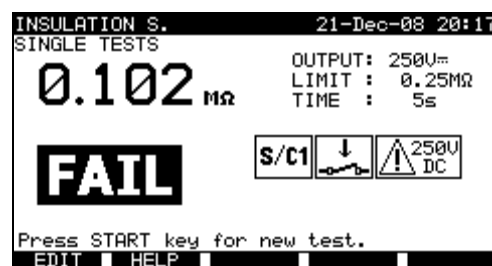 INSULATION S. 21-Dec-08 20:17
SINGLE TESTS
0.102 MΩ
OUTPUT: 250V⎓
LIMIT : 0.25MΩ
TIME : 5s
FAIL
S/C1
250V
DC
Press START key for new test.
EDIT HELP